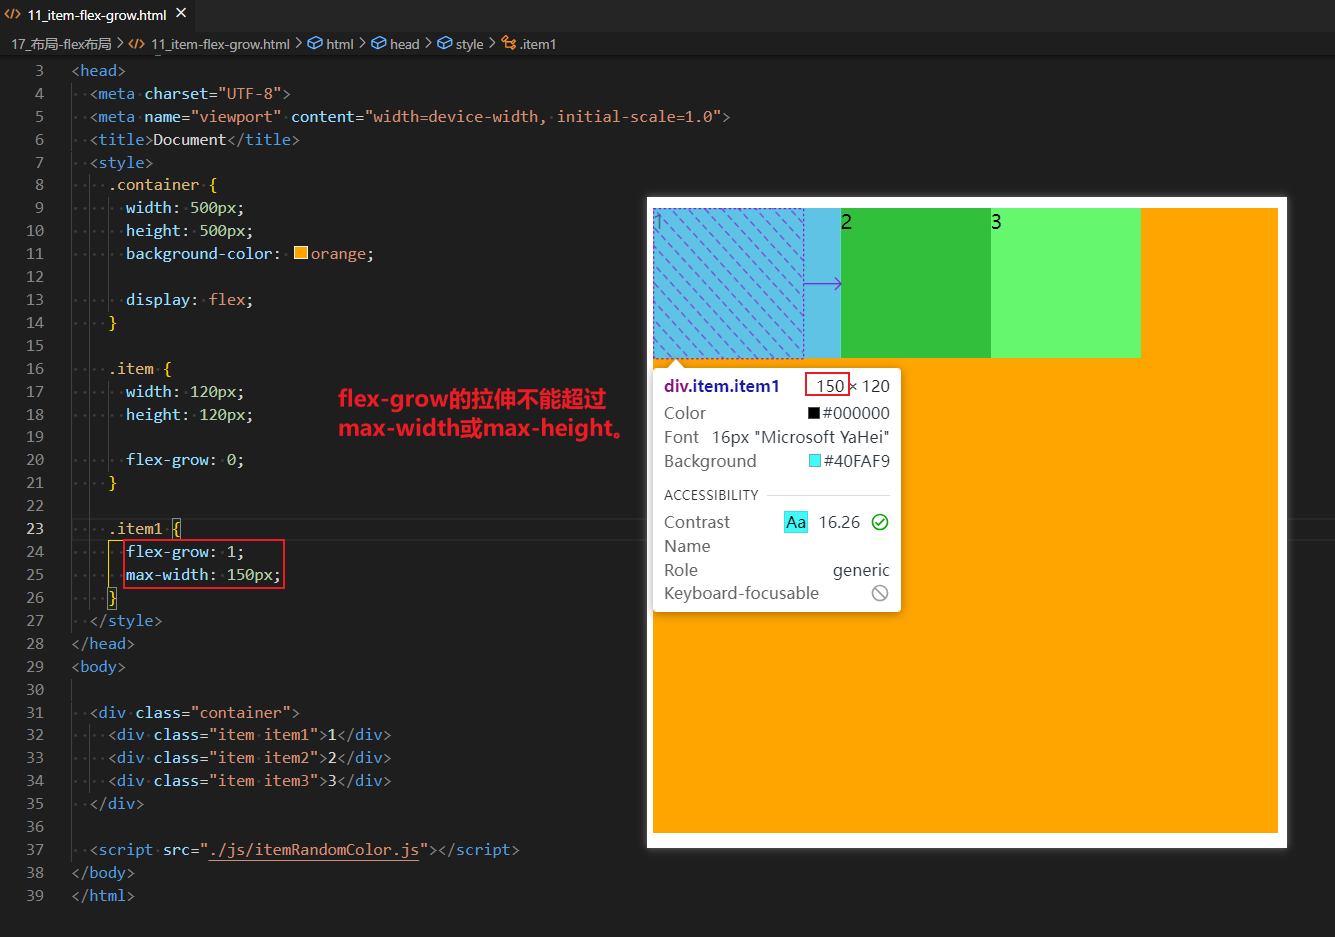 11_item-flex-grow.html
17_布局-flex布局 > 11_item-flex-grow.html > html > head > style > .item1
3 <head>
4 <meta charset="UTF-8">
5 <meta name="viewport" content="width=device-width, initial-scale=1.0">
6 <title>Document</title>
7 <style>
8 .container {
9 width: 500px;
10 height: 500px;
11 background-color: orange;
12
13 display: flex;
14 }
15
16 .item {
17 width: 120px;
18 height: 120px;
19
20 flex-grow: 0;
21 }
22
23 .item1 {
24 flex-grow: 1;
25 max-width: 150px;
26 }
27 </style>
28 </head>
29 <body>
30
31 <div class="container">
32 <div class="item item1">1</div>
33 <div class="item item2">2</div>
34 <div class="item item3">3</div>
35 </div>
36
37 <script src="./js/itemRandomColor.js"></script>
38 </body>
39 </html>
flex-grow的拉伸不能超过
max-width或max-height。
1 2 3
div.item.item1 150 × 120
Color #000000
Font 16px "Microsoft YaHei"
Background #40FAF9
ACCESSIBILITY
Contrast Aa 16.26
Name
Role generic
Keyboard-focusable